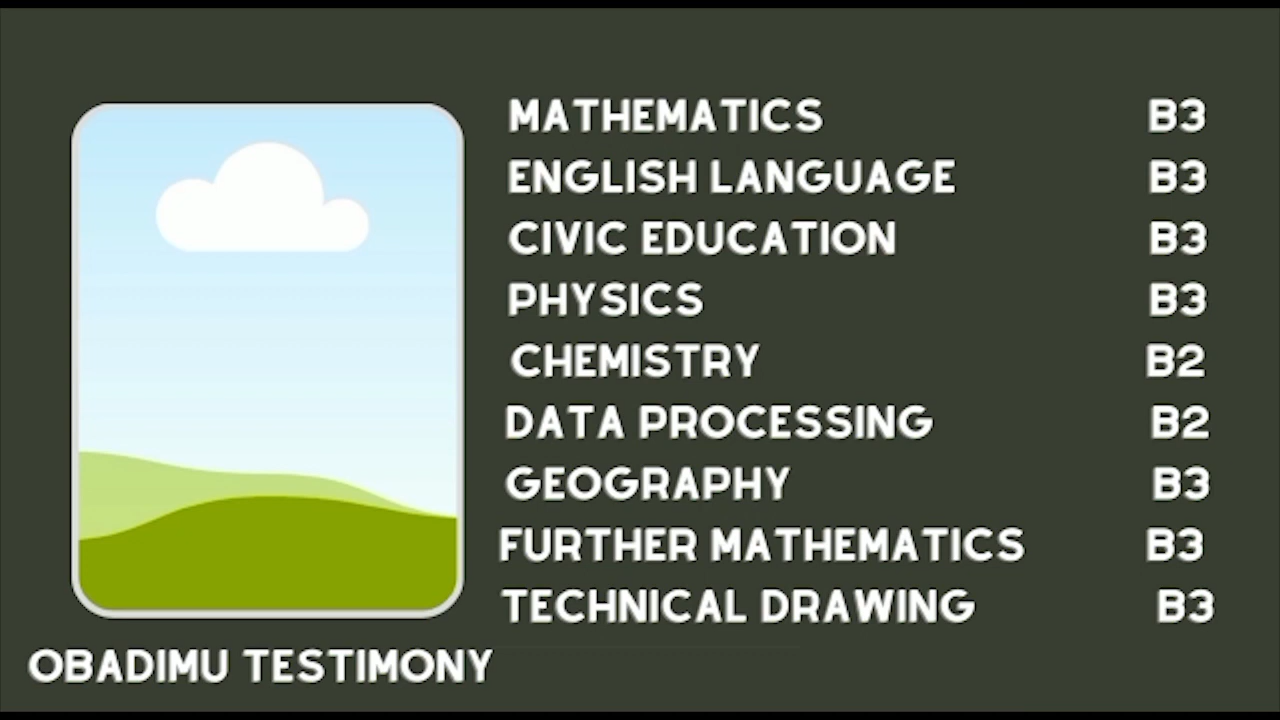 MATHEMATICS B3
ENGLISH LANGUAGE B3
CIVIC EDUCATION B3
PHYSICS B3
CHEMISTRY B2
DATA PROCESSING B2
GEOGRAPHY B3
FURTHER MATHEMATICS B3
TECHNICAL DRAWING B3
OBADIMU TESTIMONY